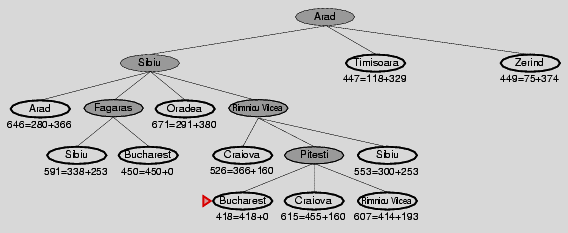 Arad
Sibiu
Timisoara
Zerind
447=118+329
449=75+374
Arad
Fagaras
Oradea
Rimnicu Vilcea
646=280+366
671=291+380
Sibiu
Bucharest
Craiova
Pitesti
Sibiu
591=338+253
450=450+0
526=366+160
553=300+253
Bucharest
Craiova
Rimnicu Vilcea
418=418+0
615=455+160
607=414+193